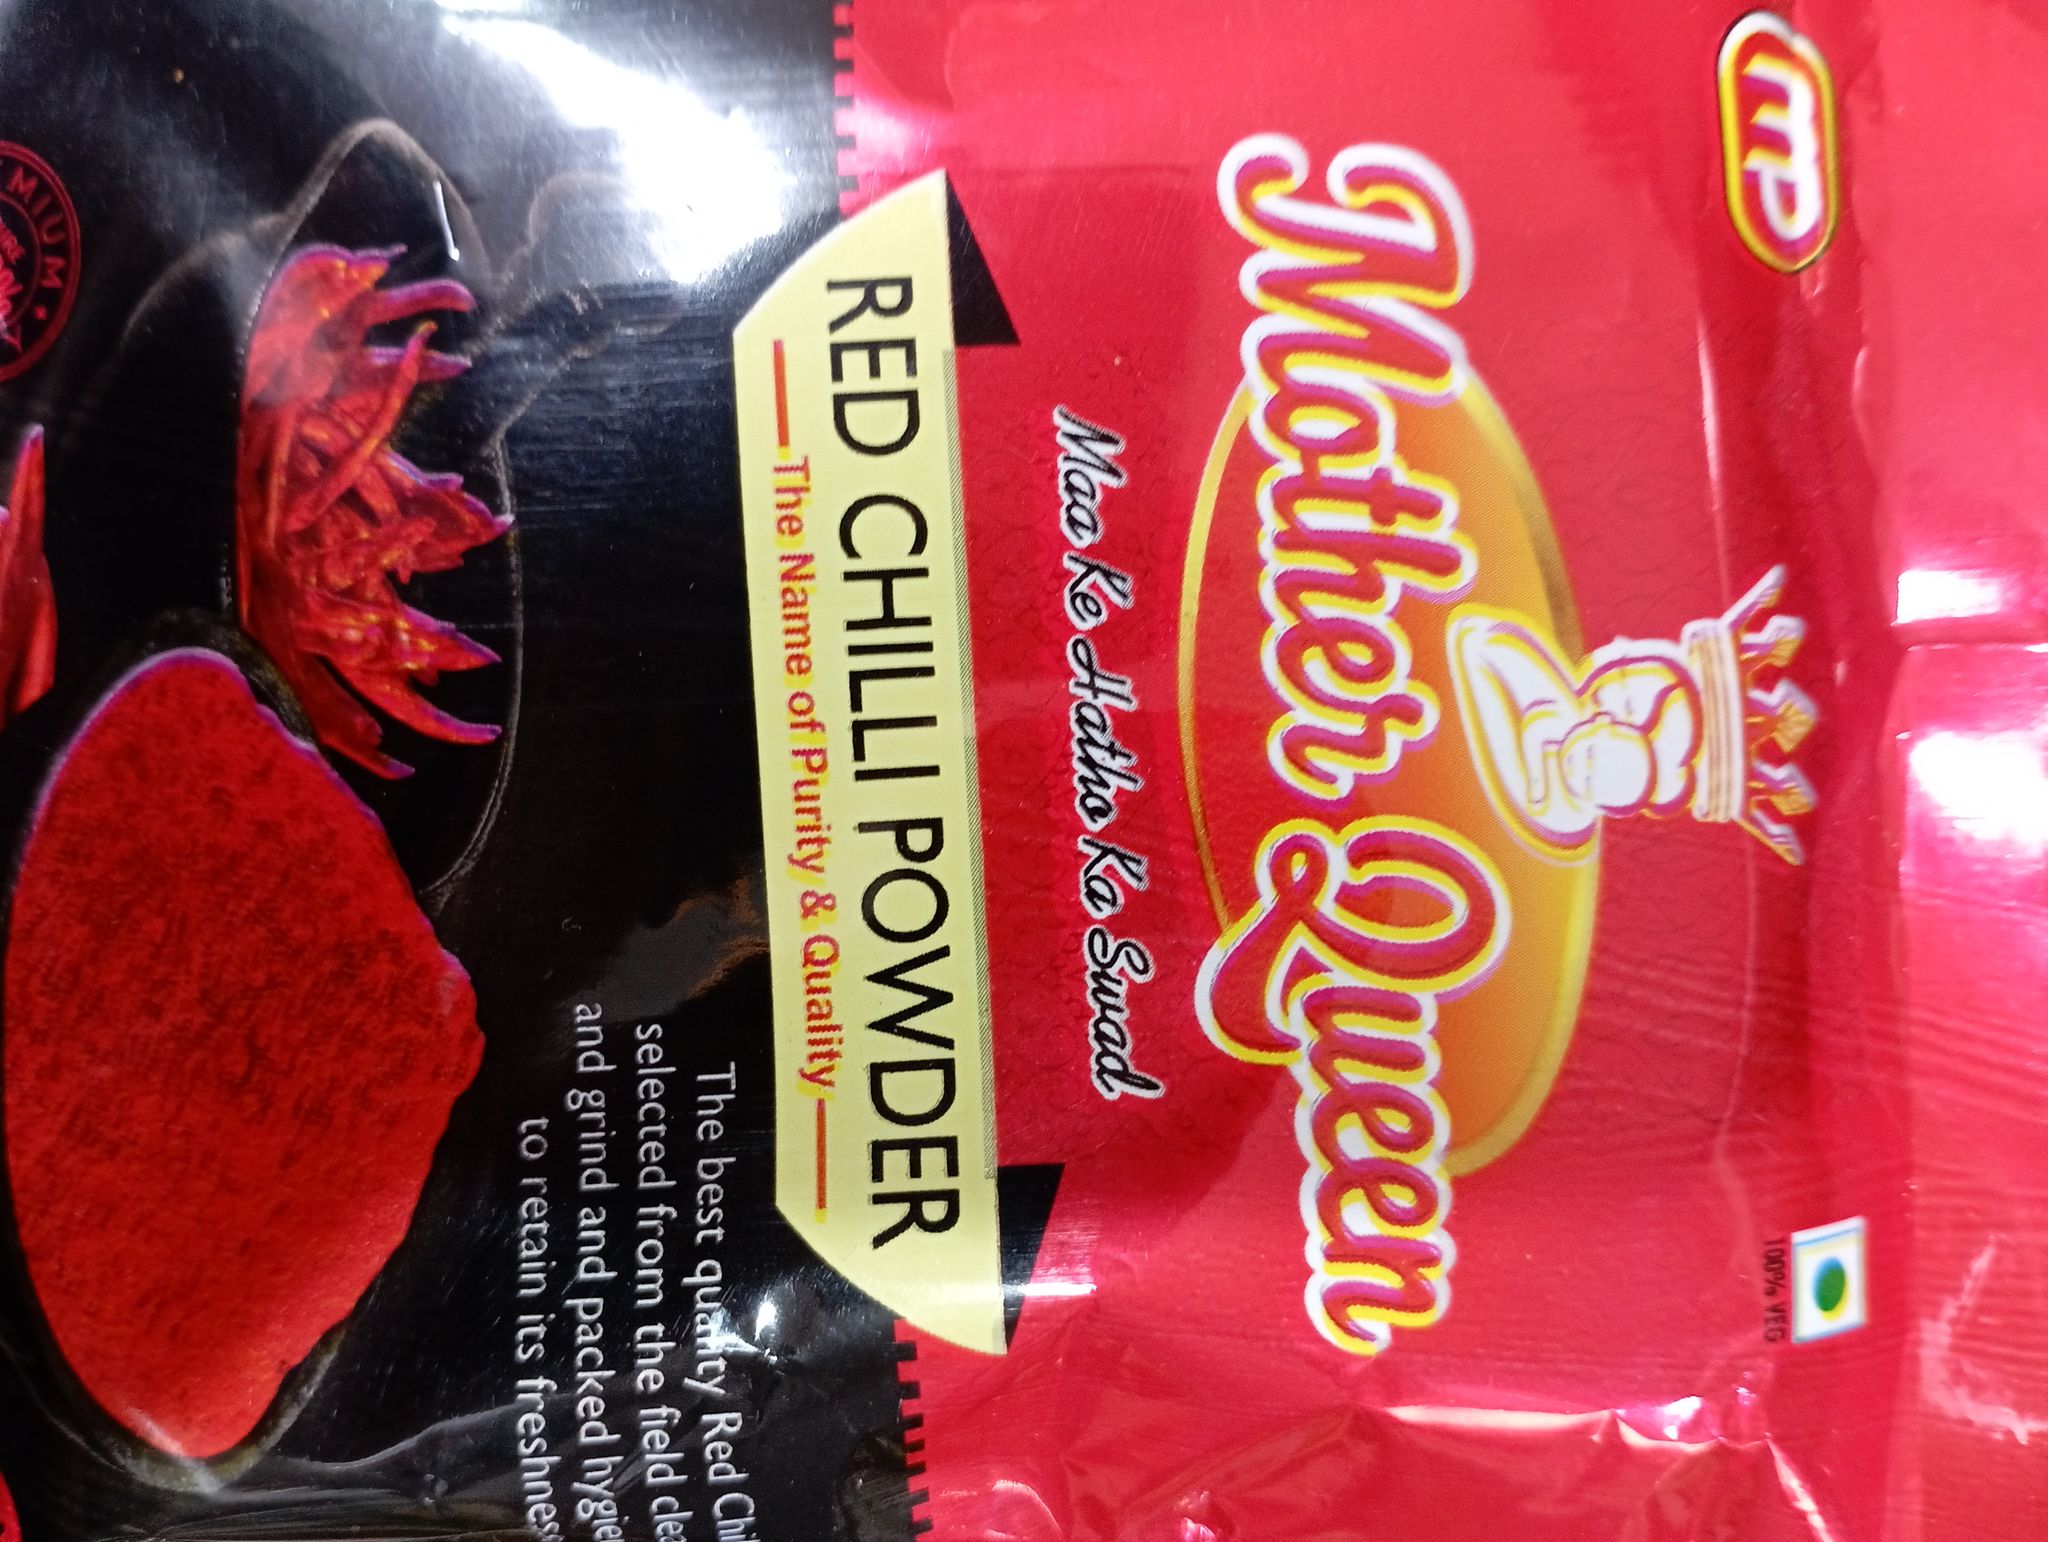 MP
100% VEG
Mother Queen
Maa Ke Hatho Ka Swad
RED CHILLI POWDER
The Name of Purity & Quality
The best quality Red
selected from the field
and grind and packed
to retain its